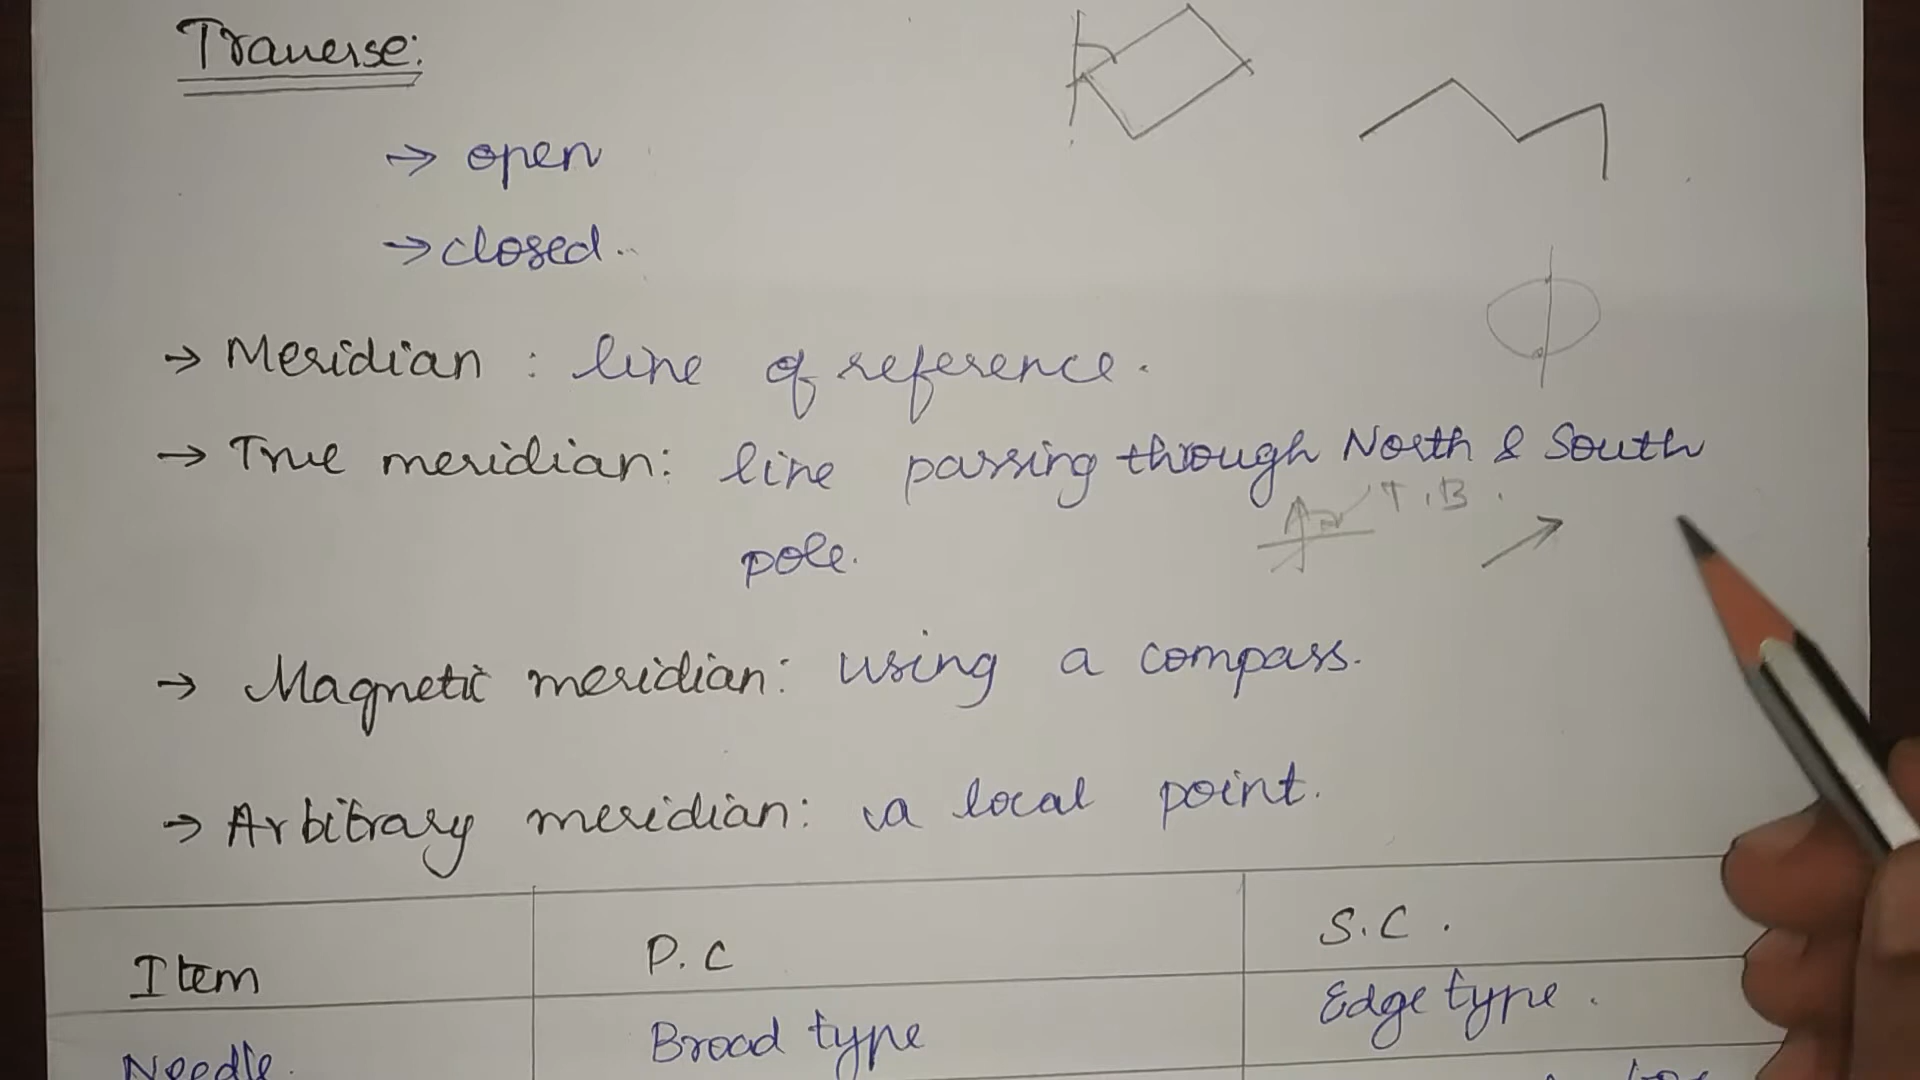 Traverse:
→ open
→ closed.
→ Meridian : line of reference.
→ True meridian: line passing through North & South
T.B.
pole.
→ Magnetic meridian: using a compass.
→ Arbitrary meridian: a local point.
Item P.C S.C.
Needle. Broad type Edge type.